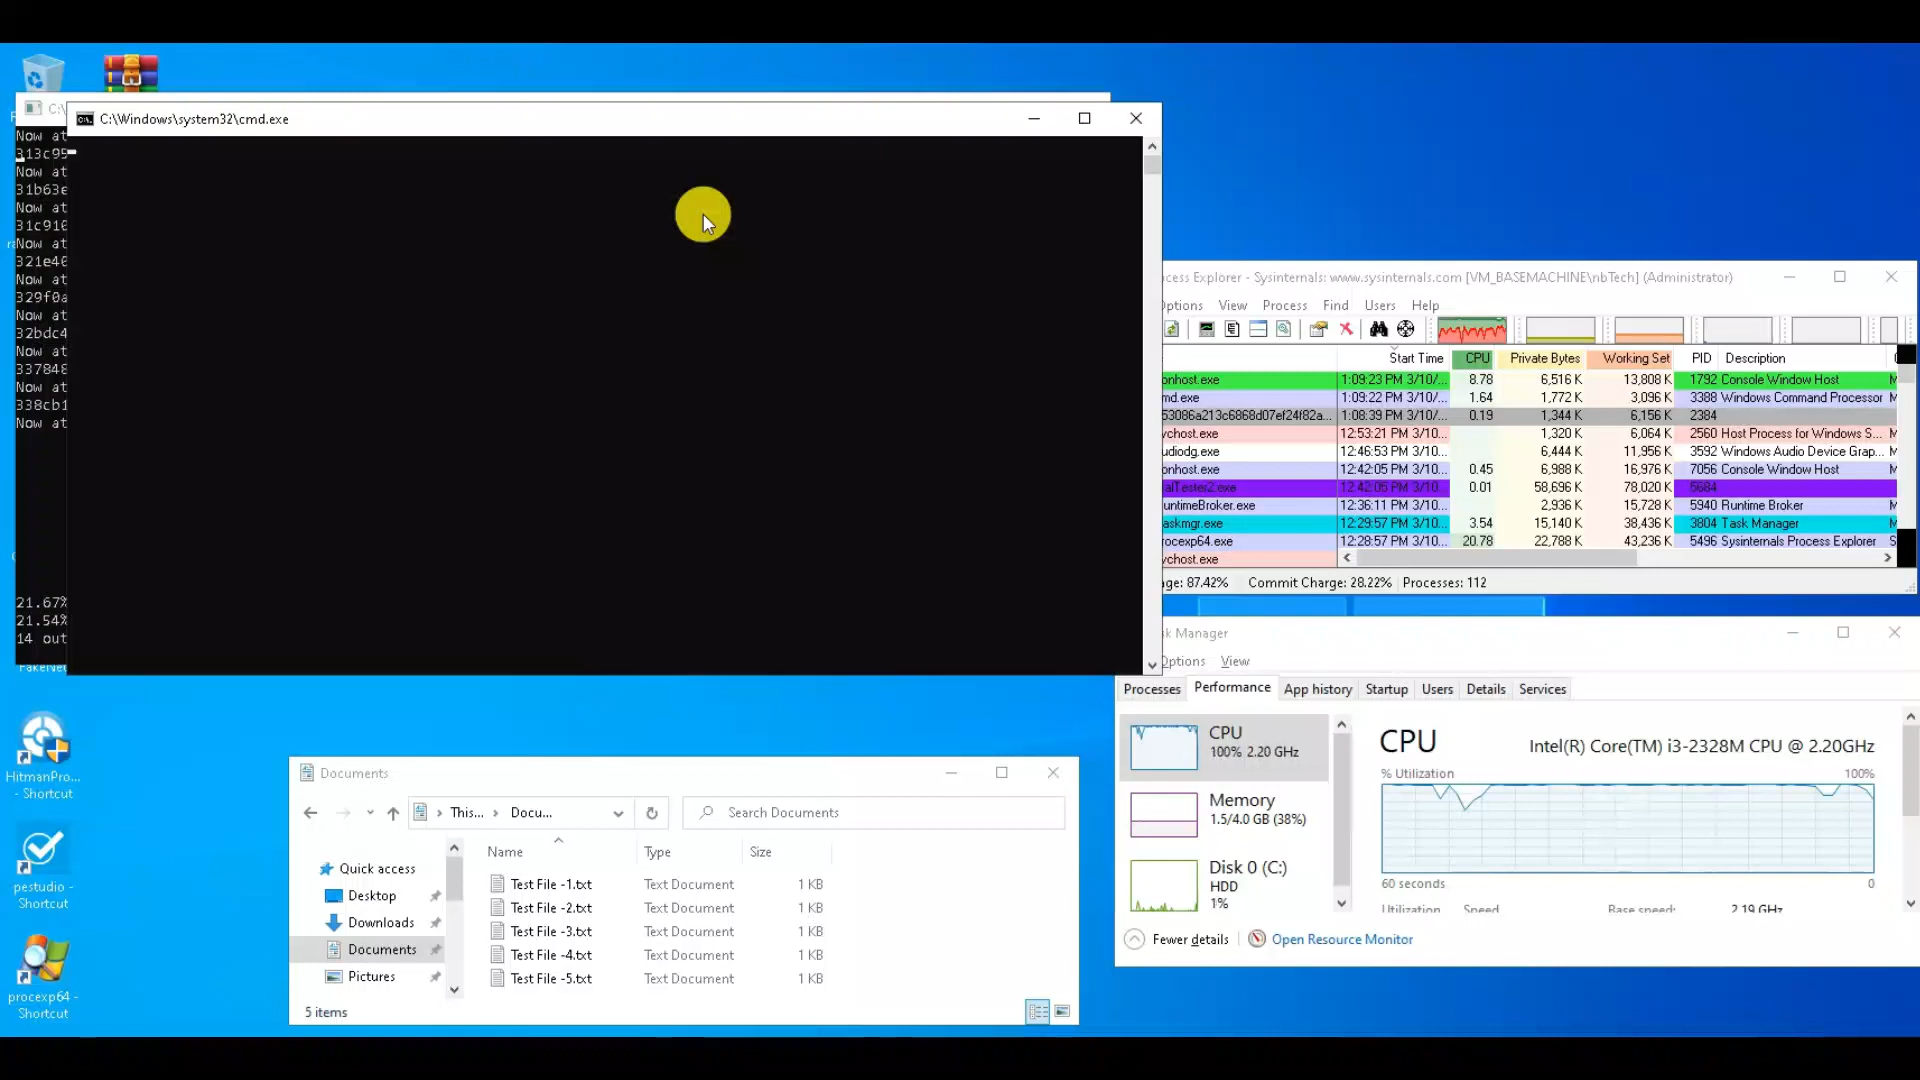 C:\
C:\Windows\system32\cmd.exe
Now at
313c95
Now at
31b63e
Now at
31c910
Now at
321e40
Now at
329f0a
Now at
32bdc4
Now at
337848
Now at
338cb1
Now at
21.67%
21.54%
14 out
HitmanPro...
- Shortcut
pestudio -
Shortcut
procexp64 -
Shortcut
cess Explorer - Sysinternals: www.sysinternals.com [VM_BASEMACHINE\nbTech] (Administrator)
Options View Process Find Users Help
Start Time CPU Private Bytes Working Set PID Description
onhost.exe 1:09:23 PM 3/10/... 8.78 6,516 K 13,808 K 1792 Console Window Host M
md.exe 1:09:22 PM 3/10/... 1.64 1,772 K 3,096 K 3388 Windows Command Processor M
53086a213c6868d07ef24f82a... 1:08:39 PM 3/10/... 0.19 1,344 K 6,156 K 2384
vchost.exe 12:53:21 PM 3/10... 1,320 K 6,064 K 2560 Host Process for Windows S... M
udiodg.exe 12:46:53 PM 3/10... 6,444 K 11,956 K 3592 Windows Audio Device Grap... M
onhost.exe 12:42:05 PM 3/10... 0.45 6,988 K 16,976 K 7056 Console Window Host M
alTester2.exe 12:42:05 PM 3/10... 0.01 58,696 K 78,020 K 5684
untimeBroker.exe 12:36:11 PM 3/10... 2,936 K 15,728 K 5940 Runtime Broker M
askmgr.exe 12:29:57 PM 3/10... 3.54 15,140 K 38,436 K 3804 Task Manager M
rocexp64.exe 12:28:57 PM 3/10... 20.78 22,788 K 43,236 K 5496 Sysinternals Process Explorer S
vchost.exe
ge: 87.42% Commit Charge: 28.22% Processes: 112
k Manager
Options View
Processes Performance App history Startup Users Details Services
CPU
100% 2.20 GHz
Memory
1.5/4.0 GB (38%)
Disk 0 (C:)
HDD
1%
CPU Intel(R) Core(TM) i3-2328M CPU @ 2.20GHz
% Utilization 100%
60 seconds 0
Utilization Speed Base speed: 2.19 GHz
Fewer details Open Resource Monitor
Documents
This... Docu... Search Documents
Name Type Size
Quick access
Desktop
Downloads
Documents
Pictures
Test File -1.txt Text Document 1 KB
Test File -2.txt Text Document 1 KB
Test File -3.txt Text Document 1 KB
Test File -4.txt Text Document 1 KB
Test File -5.txt Text Document 1 KB
5 items